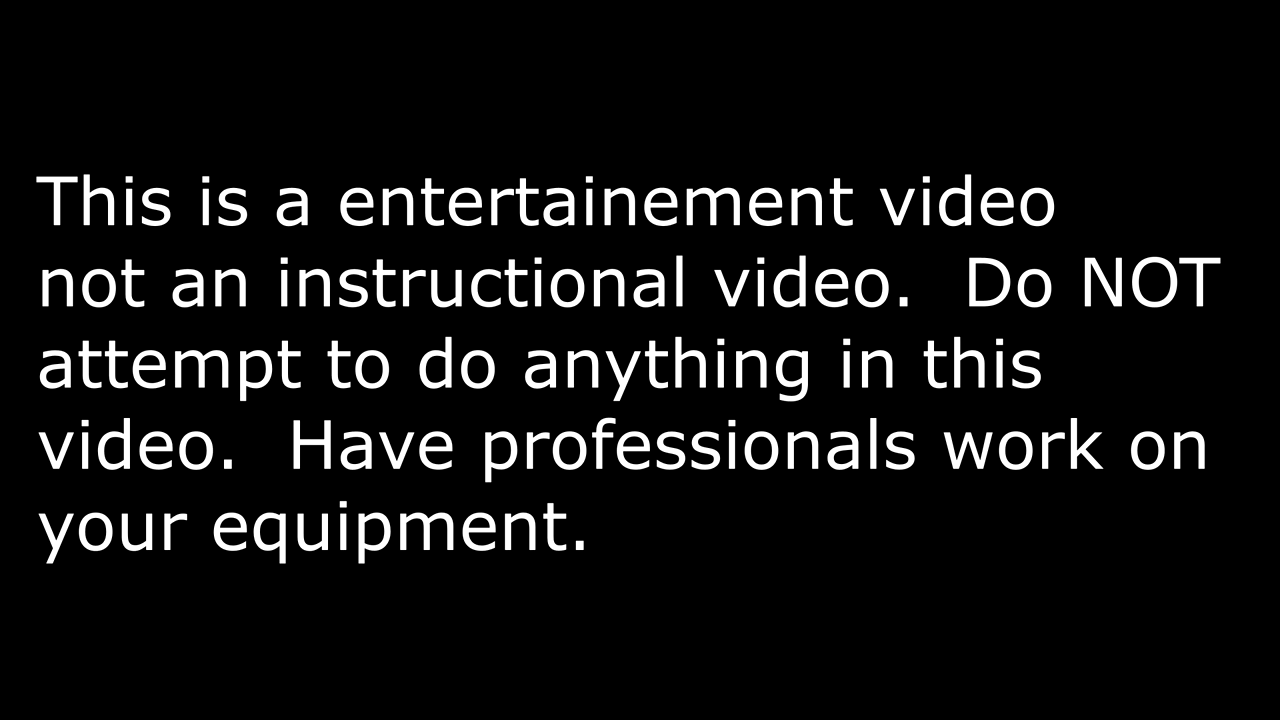 This is a entertainement video
not an instructional video.  Do NOT
attempt to do anything in this
video.  Have professionals work on
your equipment.